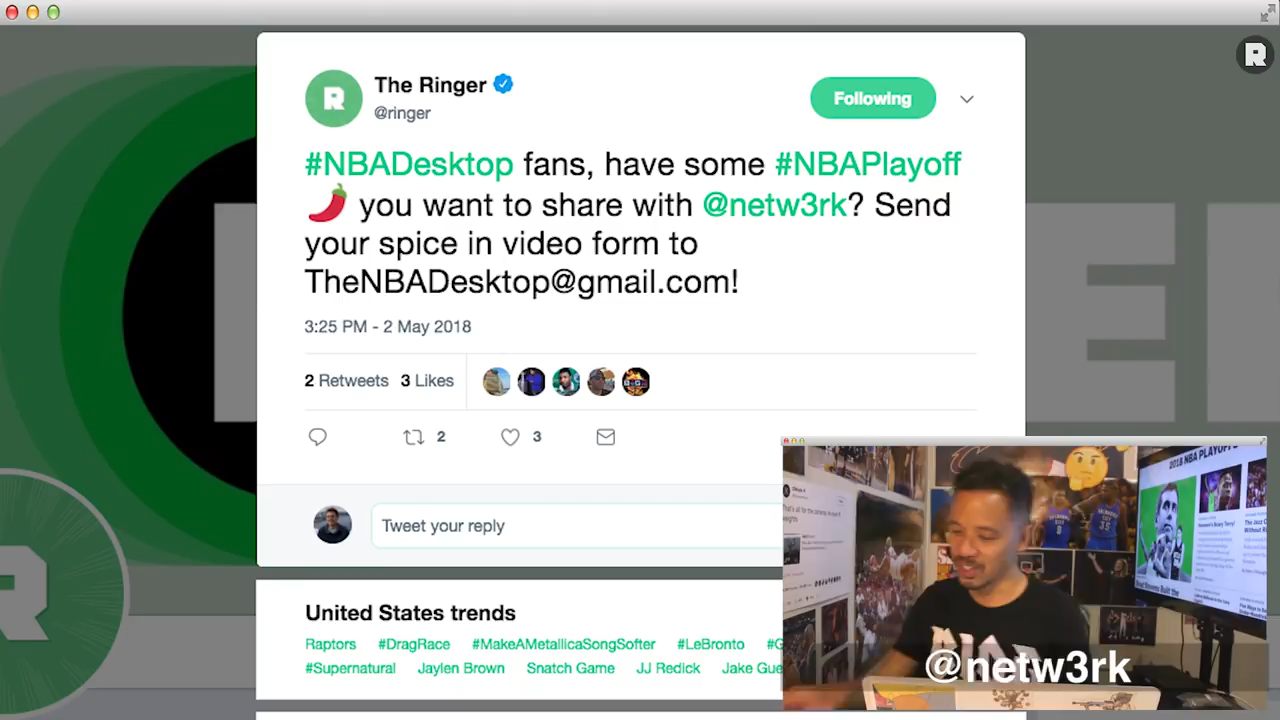 The Ringer
@ringer
Following
#NBADesktop fans, have some #NBAPlayoff
🌶️ you want to share with @netw3rk? Send
your spice in video form to
TheNBADesktop@gmail.com!
3:25 PM - 2 May 2018
2 Retweets 3 Likes
2
3
Tweet your reply
United States trends
Raptors #DragRace #MakeAMetallicaSongSofter #LeBronto
#Supernatural Jaylen Brown Snatch Game JJ Redick Jake Gue
2018 NBA PLAYOFFS
@netw3rk
R
R
R